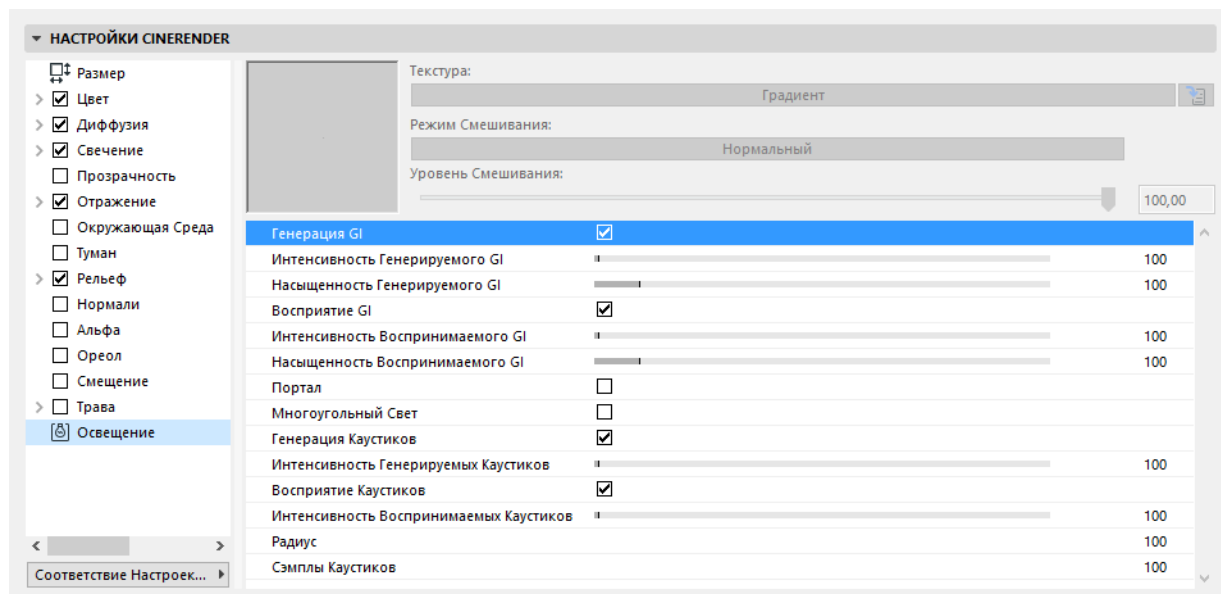 НАСТРОЙКИ CINERENDER
Размер
Цвет
Диффузия
Свечение
Прозрачность
Отражение
Окружающая Среда
Туман
Рельеф
Нормали
Альфа
Ореол
Смещение
Трава
Освещение
Соответствие Настроек...
Текстура:
Градиент
Режим Смешивания:
Нормальный
Уровень Смешивания:
100,00
Генерация GI
Интенсивность Генерируемого GI 100
Насыщенность Генерируемого GI 100
Восприятие GI
Интенсивность Воспринимаемого GI 100
Насыщенность Воспринимаемого GI 100
Портал
Многоугольный Свет
Генерация Каустиков
Интенсивность Генерируемых Каустиков 100
Восприятие Каустиков
Интенсивность Воспринимаемых Каустиков 100
Радиус 100
Сэмплы Каустиков 100